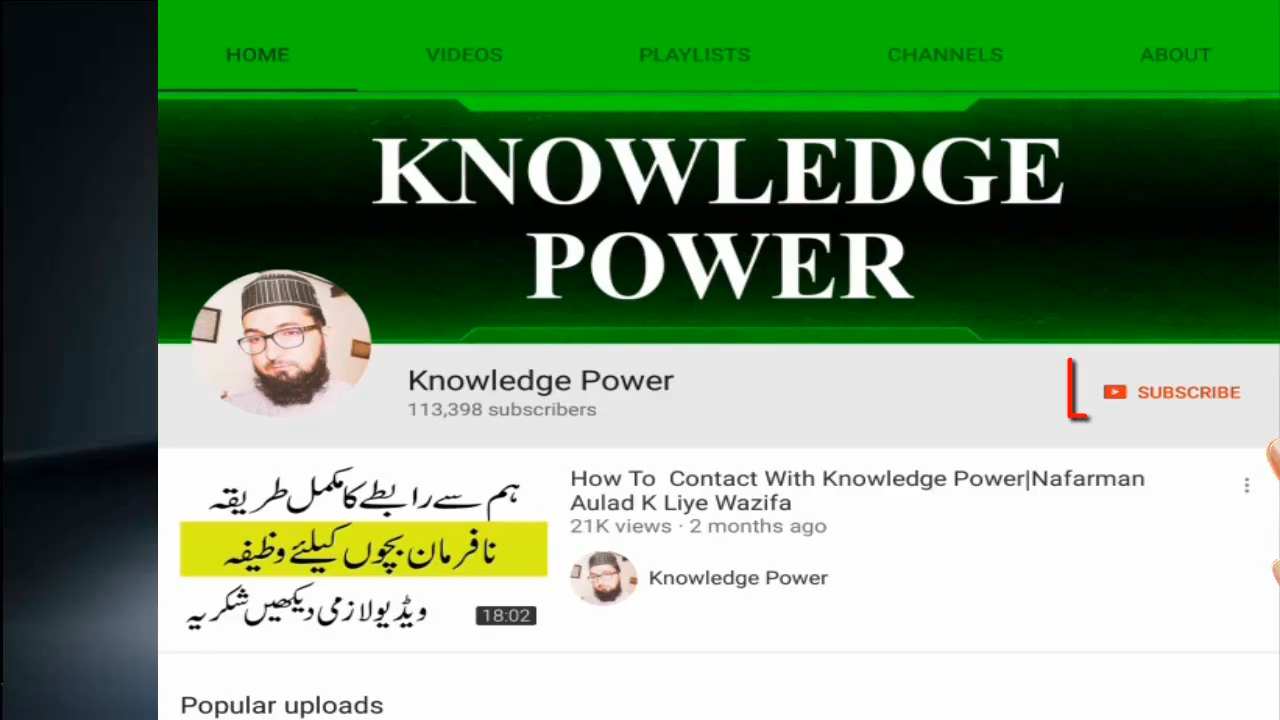 HOME VIDEOS PLAYLISTS CHANNELS ABOUT
KNOWLEDGE
POWER
Knowledge Power
113,398 subscribers
SUBSCRIBE
ہم سے رابطے کا مکمل طریقہ
نافرمان بچوں کیلئے وظیفہ
ویڈیو لازمی دیکھیں شکریہ
18:02
How To Contact With Knowledge Power|Nafarman
Aulad K Liye Wazifa
21K views · 2 months ago
Knowledge Power
Popular uploads